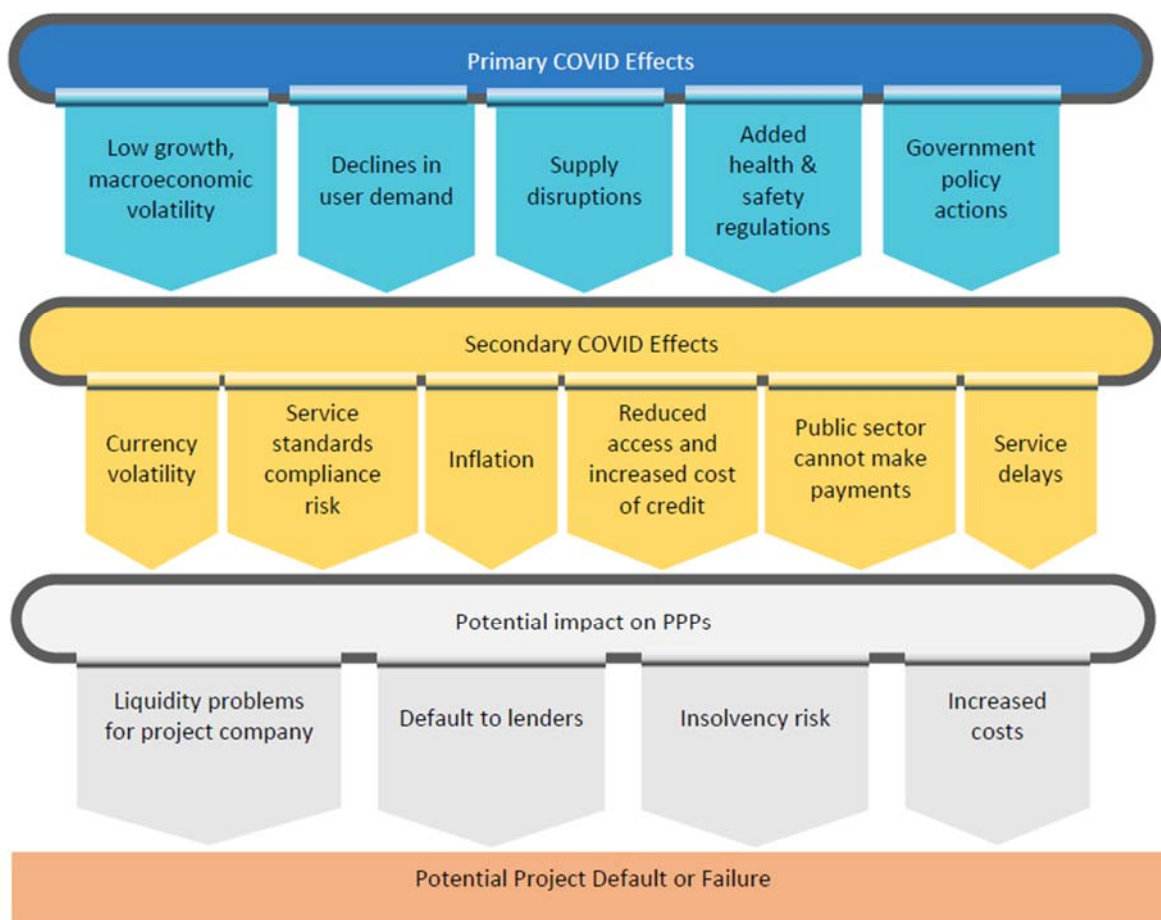 Primary COVID Effects
Low growth,
macroeconomic
volatility
Declines in
user demand
Supply
disruptions
Added
health &
safety
regulations
Government
policy
actions
Secondary COVID Effects
Currency
volatility
Service
standards
compliance
risk
Inflation
Reduced
access and
increased cost
of credit
Public sector
cannot make
payments
Service
delays
Potential impact on PPPs
Liquidity problems
for project company
Default to lenders
Insolvency risk
Increased
costs
Potential Project Default or Failure